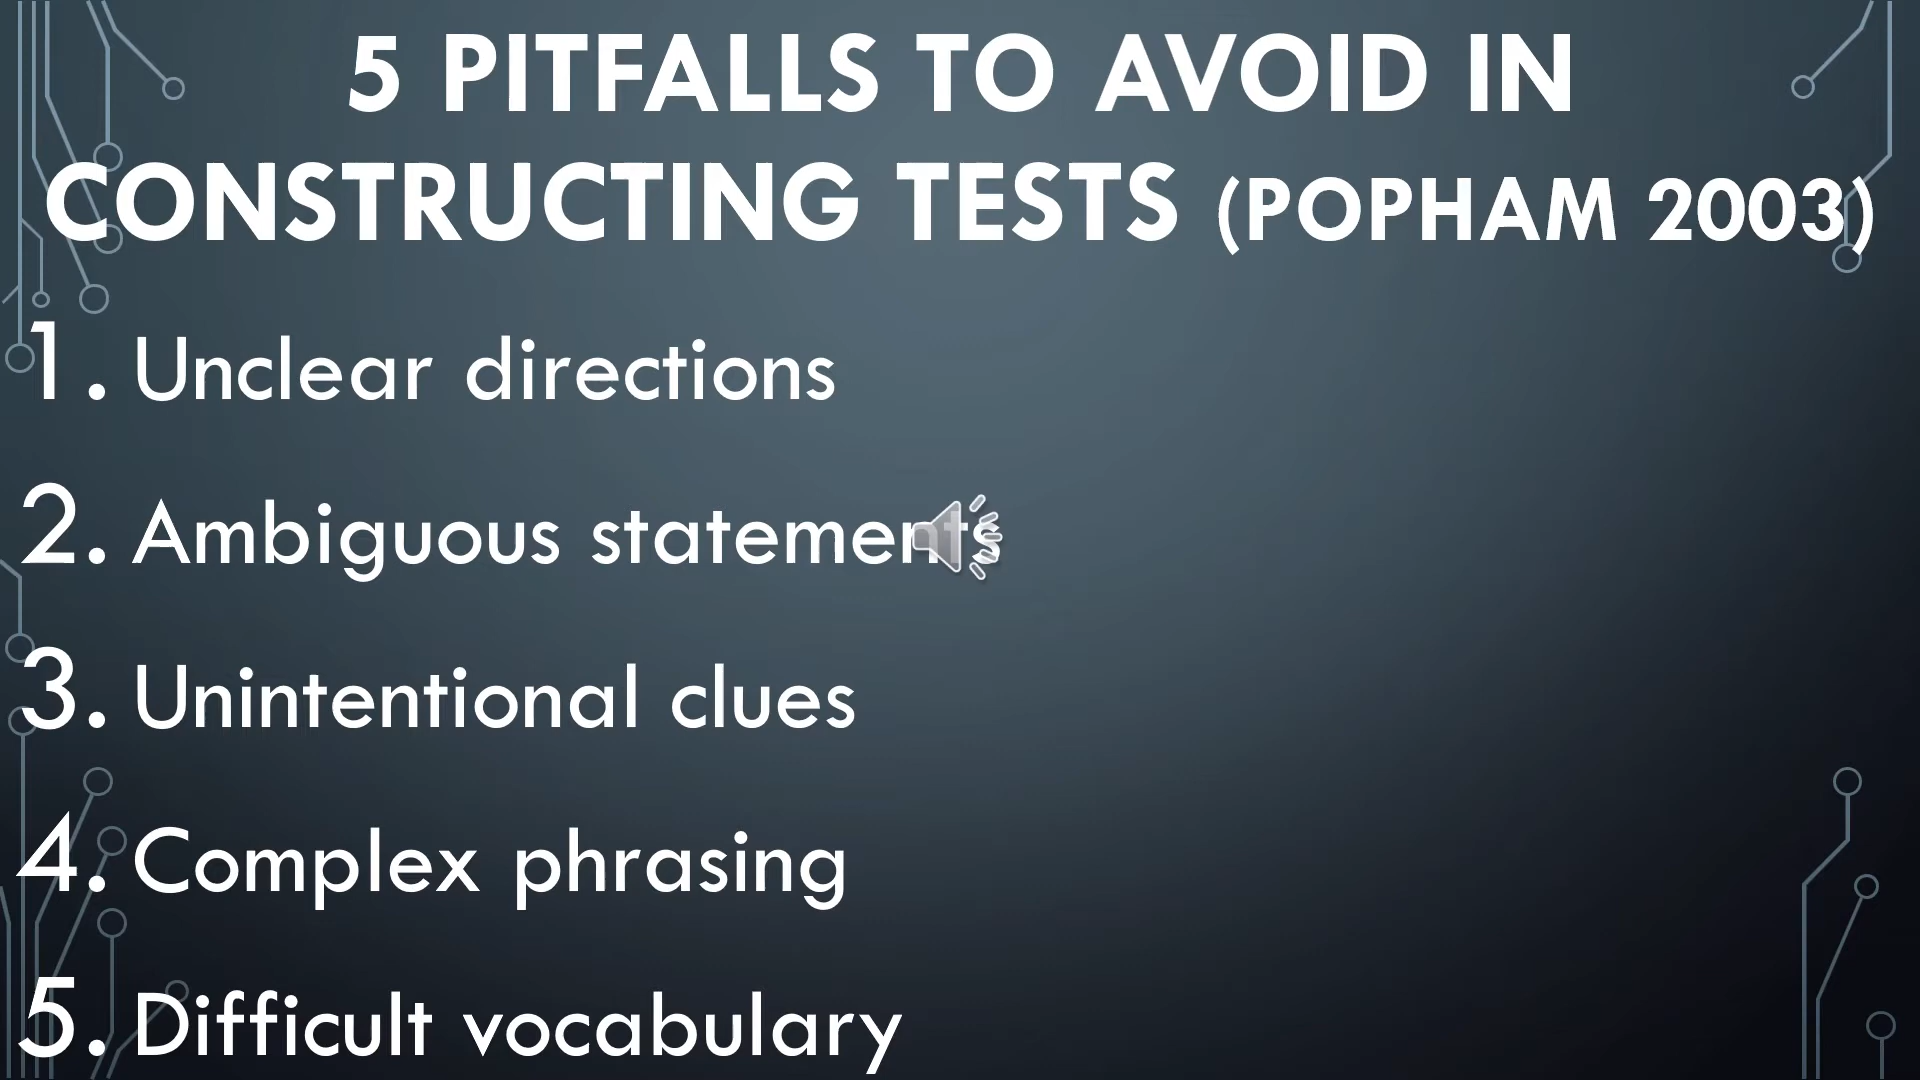 5 PITFALLS TO AVOID IN
CONSTRUCTING TESTS (POPHAM 2003)
1. Unclear directions
2. Ambiguous statements
3. Unintentional clues
4. Complex phrasing
5. Difficult vocabulary